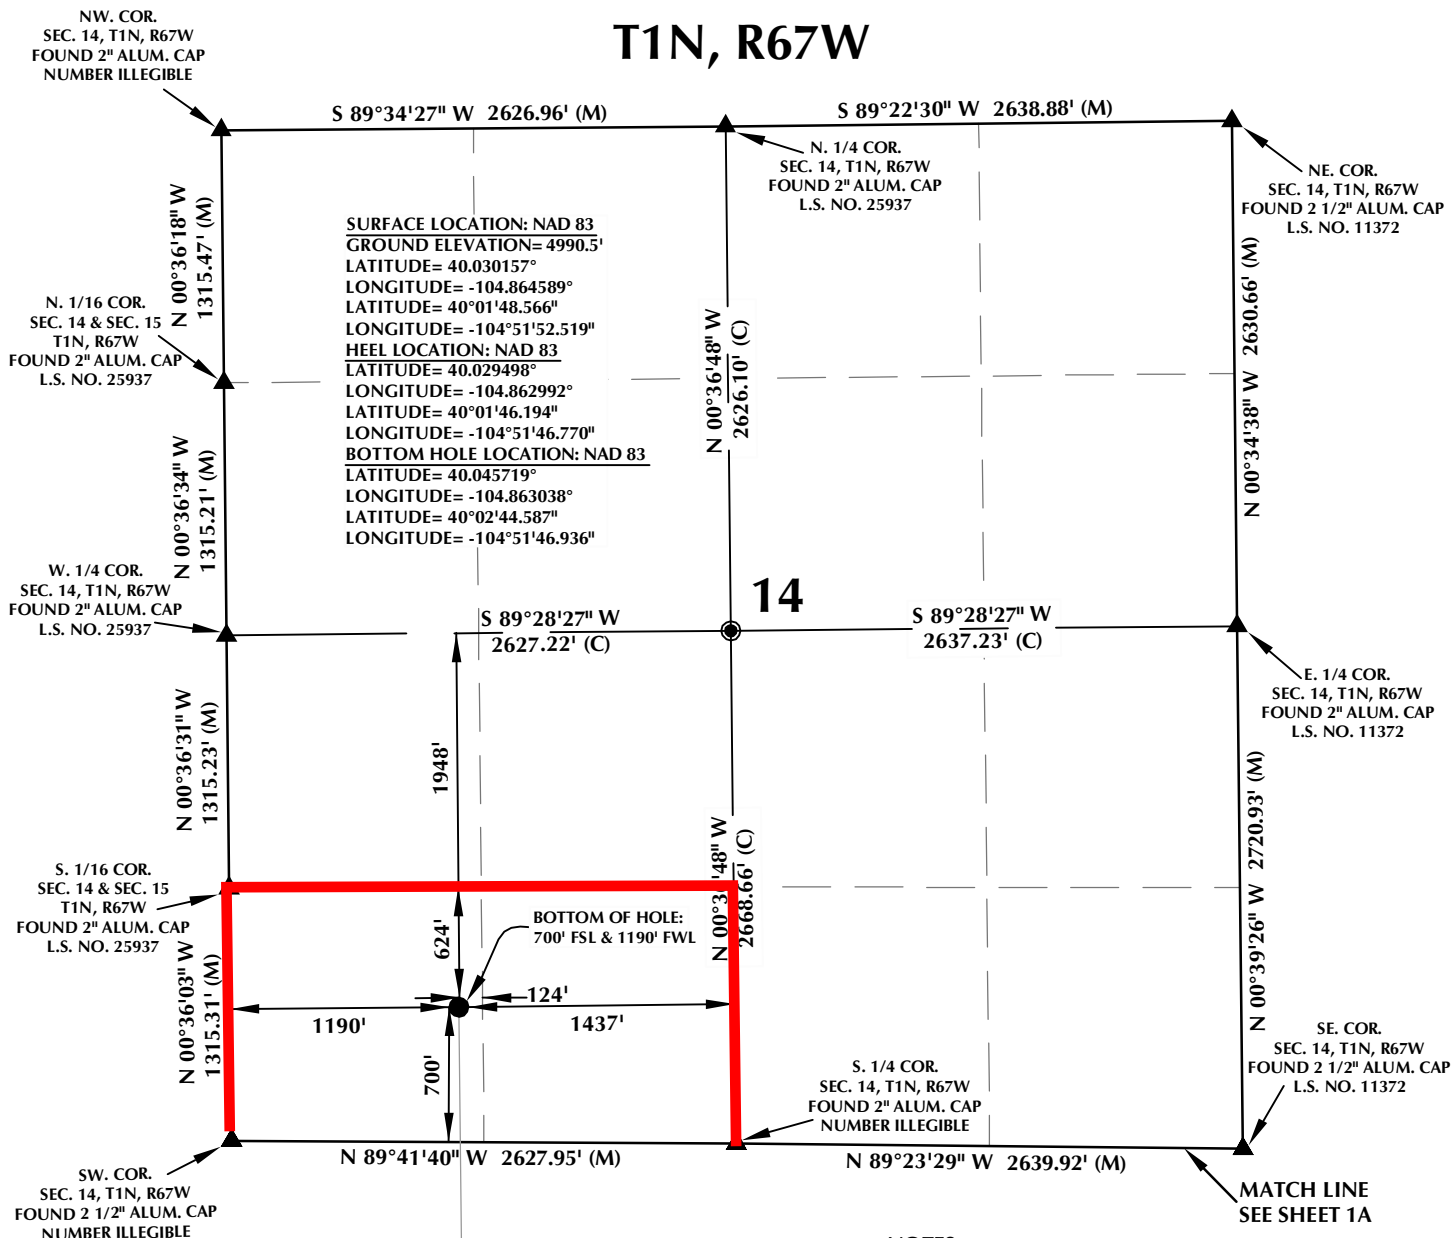 T1N, R67W
NW. COR.
SEC. 14, T1N, R67W
FOUND 2" ALUM. CAP
NUMBER ILLEGIBLE
S 89°34'27" W 2626.96' (M)
S 89°22'30" W 2638.88' (M)
N. 1/4 COR.
SEC. 14, T1N, R67W
FOUND 2" ALUM. CAP
L.S. NO. 25937
NE. COR.
SEC. 14, T1N, R67W
FOUND 2 1/2" ALUM. CAP
L.S. NO. 11372
N 00°36'18" W
1315.47' (M)
SURFACE LOCATION: NAD 83
GROUND ELEVATION= 4990.5'
LATITUDE= 40.030157°
LONGITUDE= -104.864589°
LATITUDE= 40°01'48.566"
LONGITUDE= -104°51'52.519"
HEEL LOCATION: NAD 83
LATITUDE= 40.029498°
LONGITUDE= -104.862992°
LATITUDE= 40°01'46.194"
LONGITUDE= -104°51'46.770"
BOTTOM HOLE LOCATION: NAD 83
LATITUDE= 40.045719°
LONGITUDE= -104.863038°
LATITUDE= 40°02'44.587"
LONGITUDE= -104°51'46.936"
N 00°36'48" W
2626.10' (C)
N 00°34'38" W 2630.66' (M)
N. 1/16 COR.
SEC. 14 & SEC. 15
T1N, R67W
FOUND 2" ALUM. CAP
L.S. NO. 25937
N 00°36'34" W
1315.21' (M)
W. 1/4 COR.
SEC. 14, T1N, R67W
FOUND 2" ALUM. CAP
L.S. NO. 25937
14
S 89°28'27" W
2627.22' (C)
S 89°28'27" W
2637.23' (C)
E. 1/4 COR.
SEC. 14, T1N, R67W
FOUND 2" ALUM. CAP
L.S. NO. 11372
N 00°36'31" W
1315.23' (M)
1948'
N 00°3 '48" W
2668.66' (C)
N 00°39'26" W 2720.93' (M)
S. 1/16 COR.
SEC. 14 & SEC. 15
T1N, R67W
FOUND 2" ALUM. CAP
L.S. NO. 25937
624'
BOTTOM OF HOLE:
700' FSL & 1190' FWL
N 00°36'03" W
1315.31' (M)
124'
1190'
1437'
700'
S. 1/4 COR.
SEC. 14, T1N, R67W
FOUND 2" ALUM. CAP
NUMBER ILLEGIBLE
SE. COR.
SEC. 14, T1N, R67W
FOUND 2 1/2" ALUM. CAP
L.S. NO. 11372
N 89°41'40" W 2627.95' (M)
N 89°23'29" W 2639.92' (M)
SW. COR.
SEC. 14, T1N, R67W
FOUND 2 1/2" ALUM. CAP
NUMBER ILLEGIBLE
MATCH LINE
SEE SHEET 1A